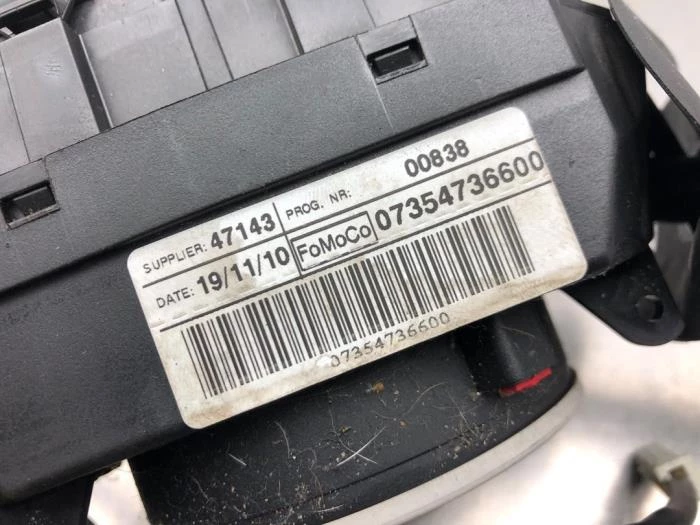 SUPPLIER: 47143 PROG. NR: 00838
DATE: 19/11/10 FoMoCo 07354736600
07354736600